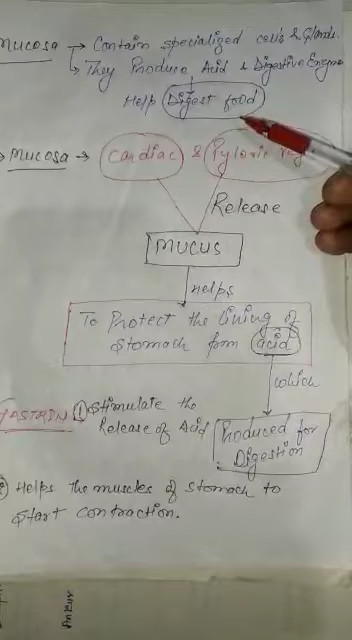 Mucosa → Contain specialized cells & Glands.
↳ They Produce Acid & Digestive Enzyme
Help Digest food
→ Mucosa → Cardiac & Pyloric
Release
MUCUS
helps
To Protect the lining of
Stomach from acid
which
GASTRIN ① Stimulate the
Release of Acid
Produced for
Digestion
Helps the muscles of stomach to
Start contraction.
Ankur